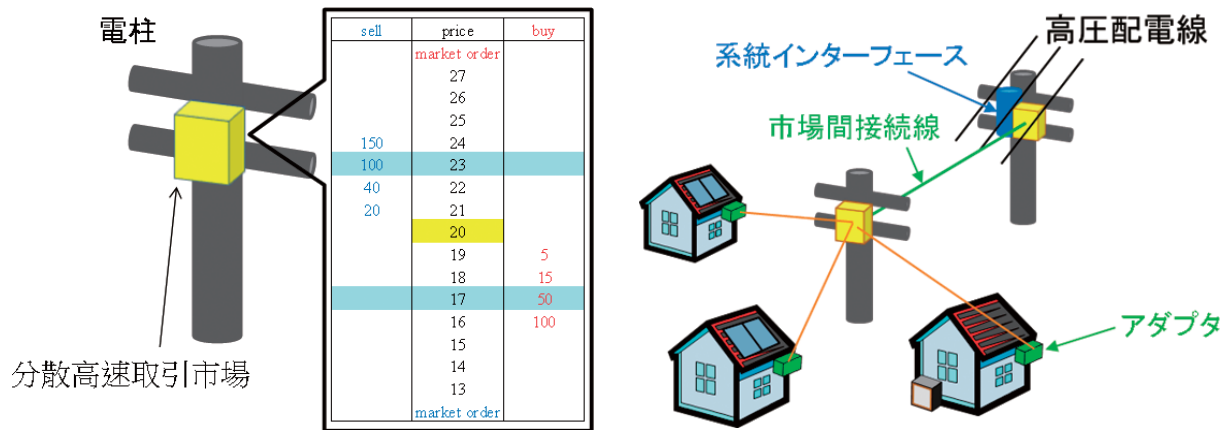 電柱
分散高速取引市場
sell price buy
market order
27
26
25
150 24
100 23
40 22
20 21
20
19 5
18 15
17 50
16 100
15
14
13
market order
高圧配電線
系統インターフェース
市場間接続線
アダプタ